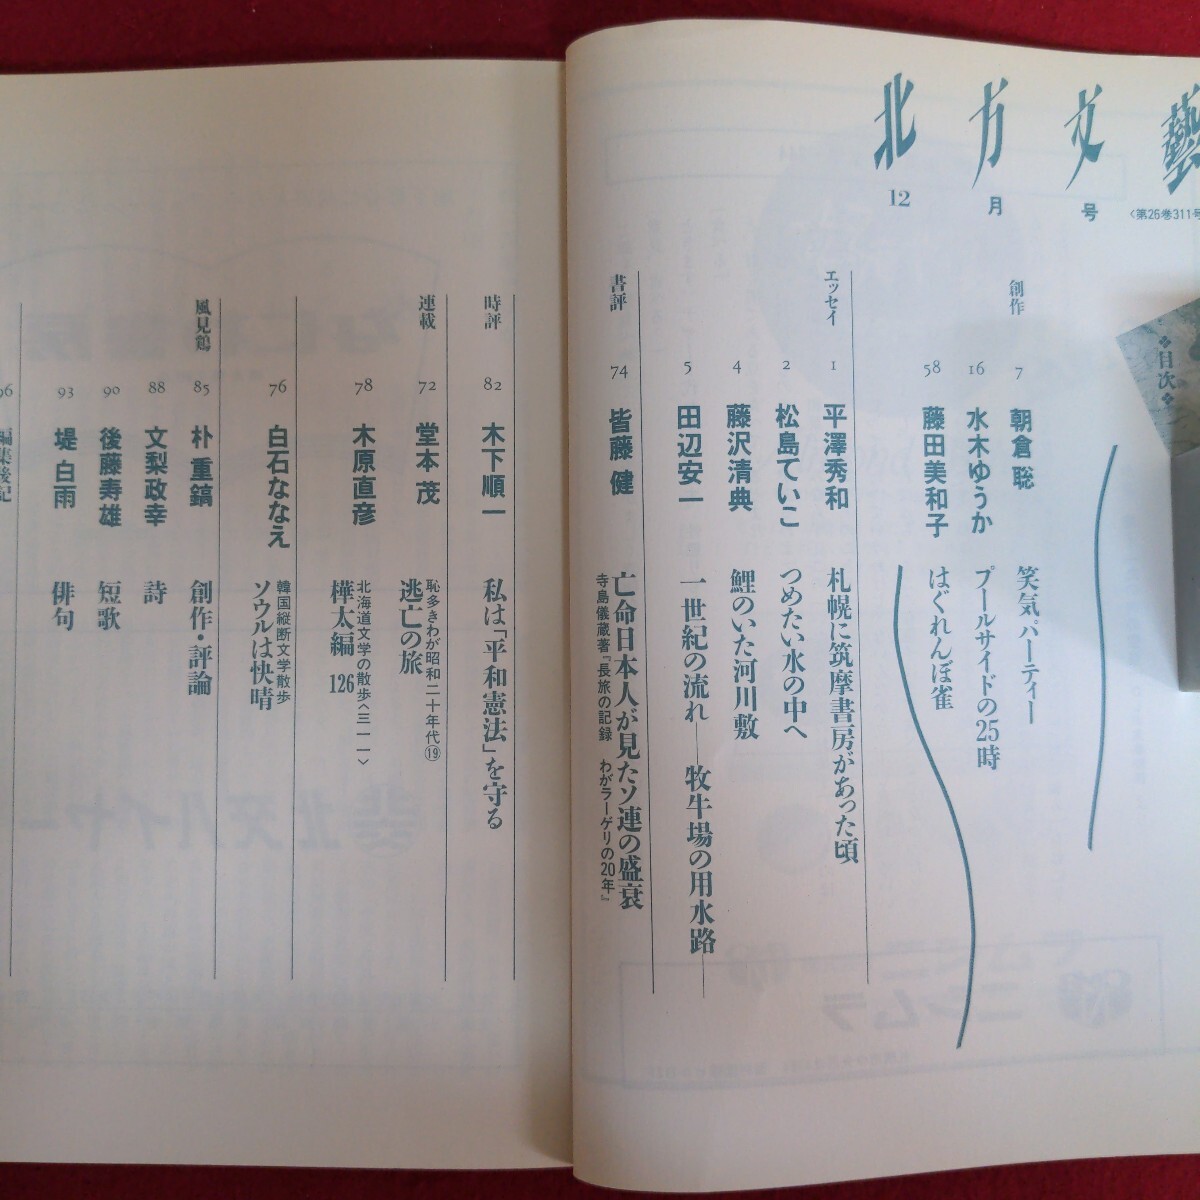 北方文藝
12月号
〈第26巻311号
❖目次❖
創作
7 朝倉 聡 笑気パーティー
16 水木ゆうか プールサイドの25時
58 藤田美和子 はぐれんぼ雀
エッセイ
1 平澤秀和 札幌に筑摩書房があった頃
2 松島ていこ つめたい水の中へ
4 藤沢清典 鯉のいた河川敷
5 田辺安一 一世紀の流れ──牧牛場の用水路──
書評
74 皆藤 健 亡命日本人が見たソ連の盛衰
寺島儀蔵著『長旅の記録 わがラーゲリの20年』
時評
82 木下順一 私は「平和憲法」を守る
連載
72 堂本 茂 恥多きわが昭和二十年代⑲
逃亡の旅
78 木原直彦 北海道文学の散歩〈三一一〉
樺太編 126
76 白石ななえ 韓国縦断文学散歩
ソウルは快晴
風見鶏
85 朴 重鎬 創作・評論
88 文梨政幸 詩
90 後藤寿雄 短歌
93 堤 白雨 俳句
96 編集後記